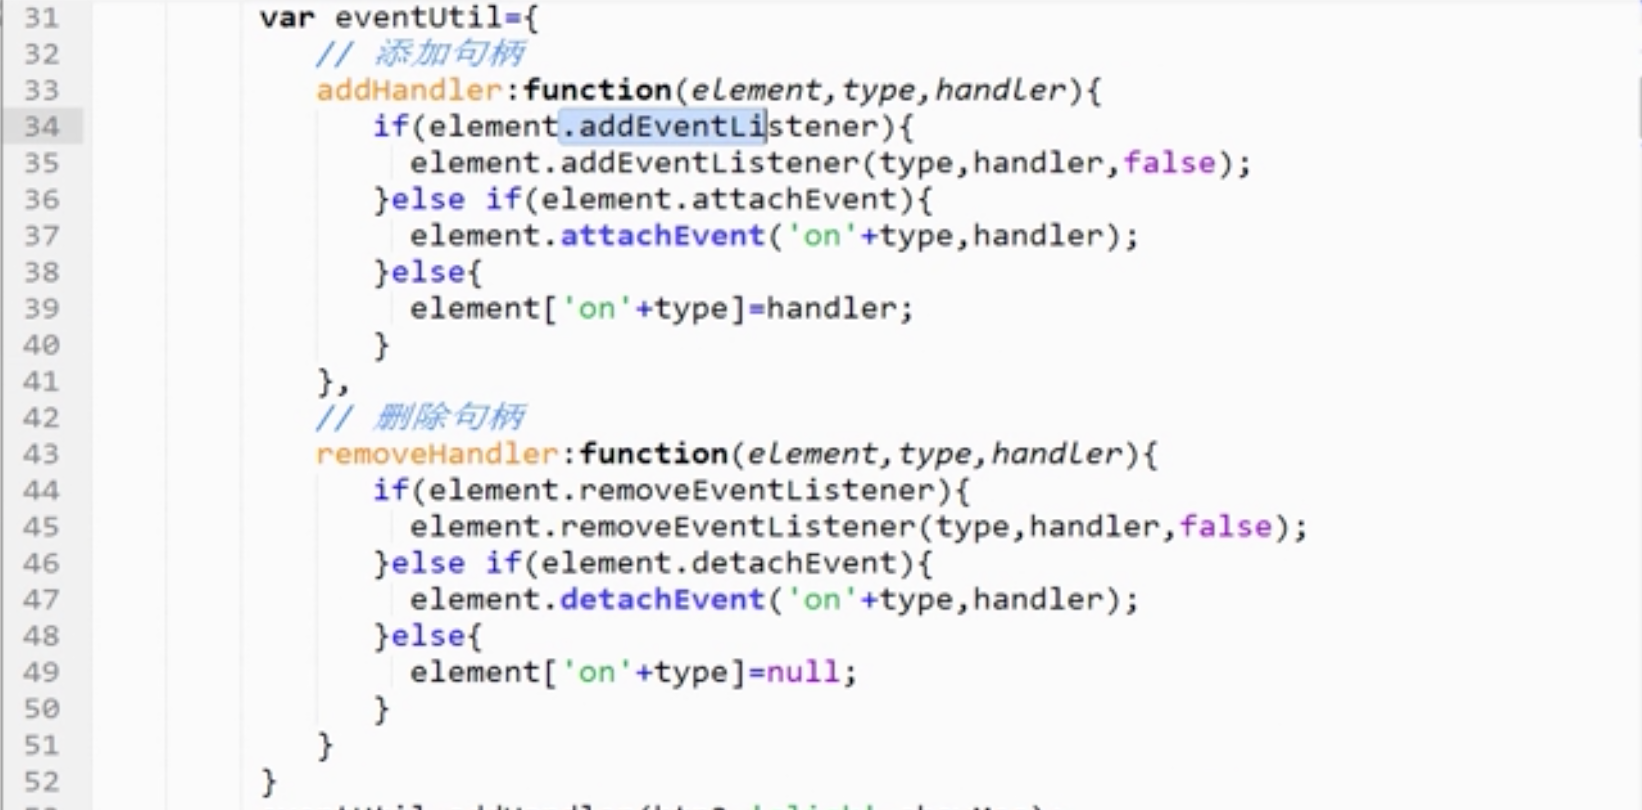 31 var eventUtil={
32 // 添加句柄
33 addHandler:function(element,type,handler){
34 if(element.addEventListener){
35 element.addEventListener(type,handler,false);
36 }else if(element.attachEvent){
37 element.attachEvent('on'+type,handler);
38 }else{
39 element['on'+type]=handler;
40 }
41 },
42 // 删除句柄
43 removeHandler:function(element,type,handler){
44 if(element.removeEventListener){
45 element.removeEventListener(type,handler,false);
46 }else if(element.detachEvent){
47 element.detachEvent('on'+type,handler);
48 }else{
49 element['on'+type]=null;
50 }
51 }
52 }